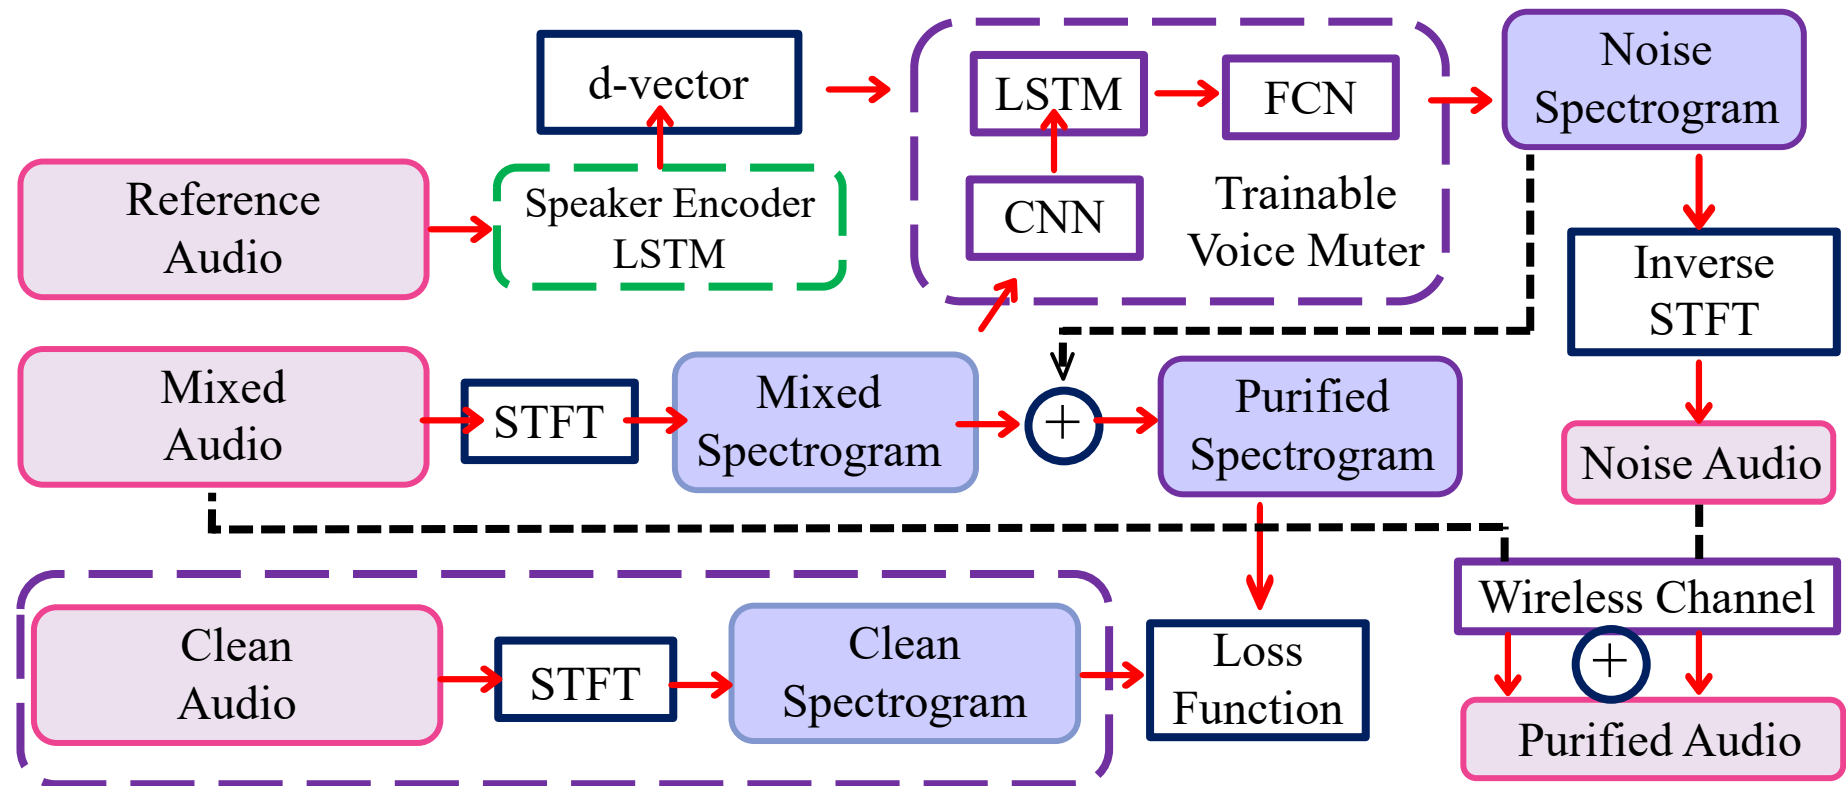 d-vector
LSTM
FCN
Noise
Spectrogram
Reference
Audio
Speaker Encoder
LSTM
CNN
Trainable
Voice Muter
Inverse
STFT
Mixed
Audio
STFT
Mixed
Spectrogram
+
Purified
Spectrogram
Noise Audio
Wireless Channel
Clean
Audio
STFT
Clean
Spectrogram
Loss
Function
+
Purified Audio